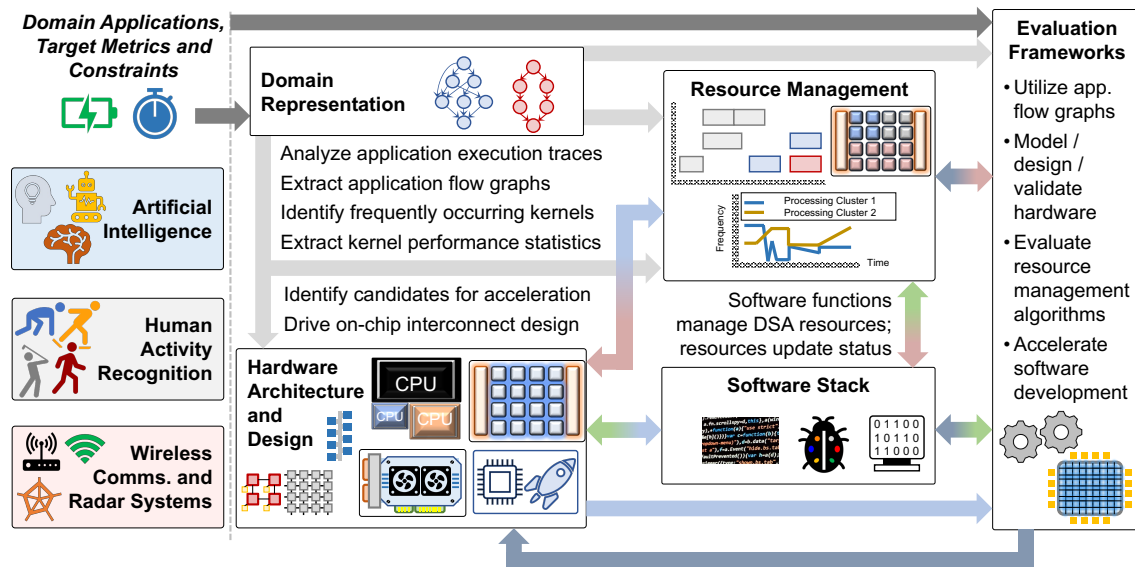 Domain Applications,
Target Metrics and
Constraints
Artificial
Intelligence
Human
Activity
Recognition
Wireless
Comms. and
Radar Systems
Domain
Representation
Analyze application execution traces
Extract application flow graphs
Identify frequently occurring kernels
Extract kernel performance statistics
Identify candidates for acceleration
Drive on-chip interconnect design
Hardware
Architecture
and
Design
CPU
CPU
CPU
Resource Management
Processing Cluster 1
Processing Cluster 2
Frequency
Time
Software functions
manage DSA resources;
resources update status
Software Stack
01100
10110
11000
Evaluation
Frameworks
• Utilize app.
flow graphs
• Model /
design /
validate
hardware
• Evaluate
resource
management
algorithms
• Accelerate
software
development